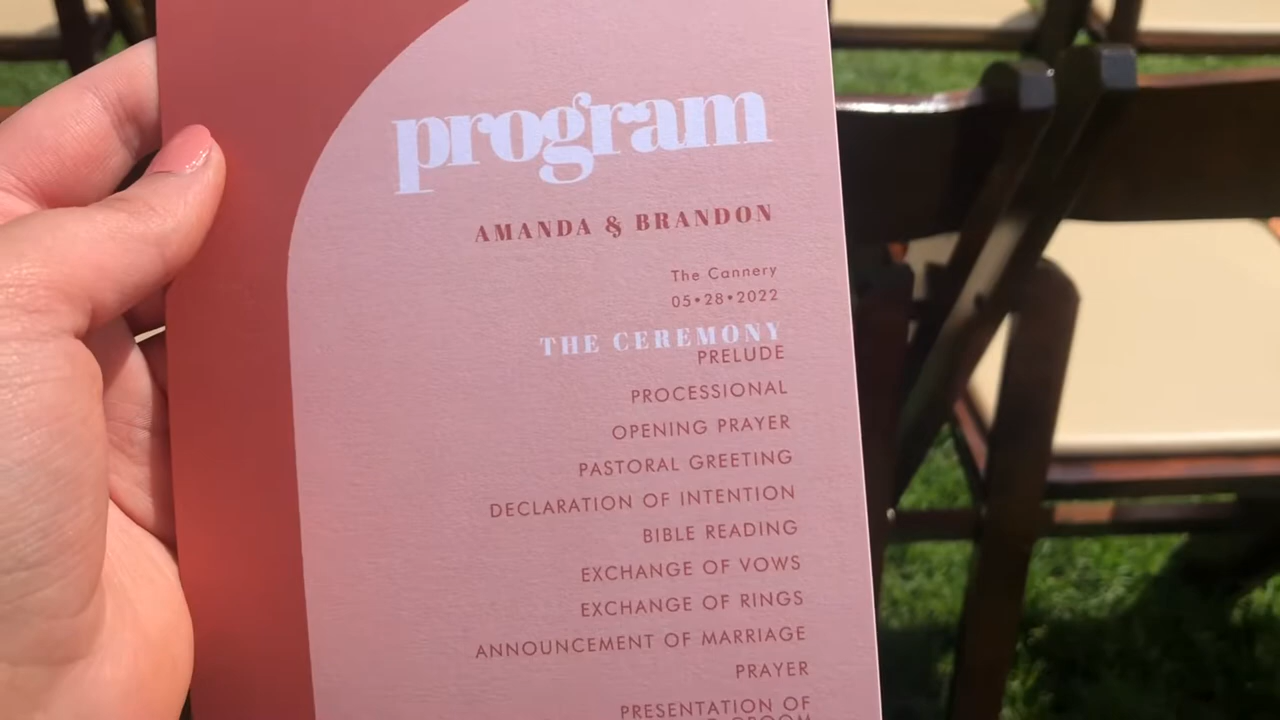 program
AMANDA & BRANDON
The Cannery
05•28•2022
THE CEREMONY
PRELUDE
PROCESSIONAL
OPENING PRAYER
PASTORAL GREETING
DECLARATION OF INTENTION
BIBLE READING
EXCHANGE OF VOWS
EXCHANGE OF RINGS
ANNOUNCEMENT OF MARRIAGE
PRAYER
PRESENTATION OF
GROOM